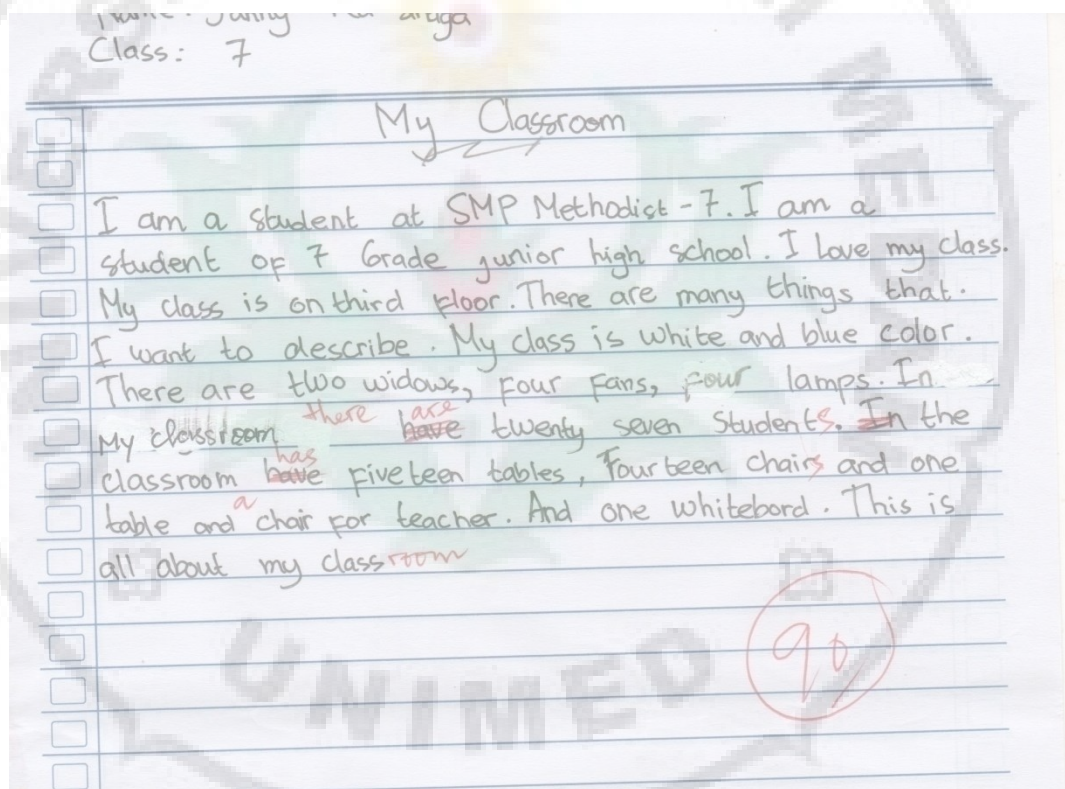 Class: 7
My Classroom
I am a student at SMP Methodist - 7. I am a
student of 7 Grade junior high school. I Love my class.
My class is on third floor. There are many things that.
I want to describe. My class is white and blue color.
There are two widows, four fans, four lamps. In
there are has
My classroom have twenty seven Students. In the
classroom have fiveteen tables, Fourteen chairs and one
a
table and chair for teacher. And one whitebord. This is
all about my classroom
90
UNIMED